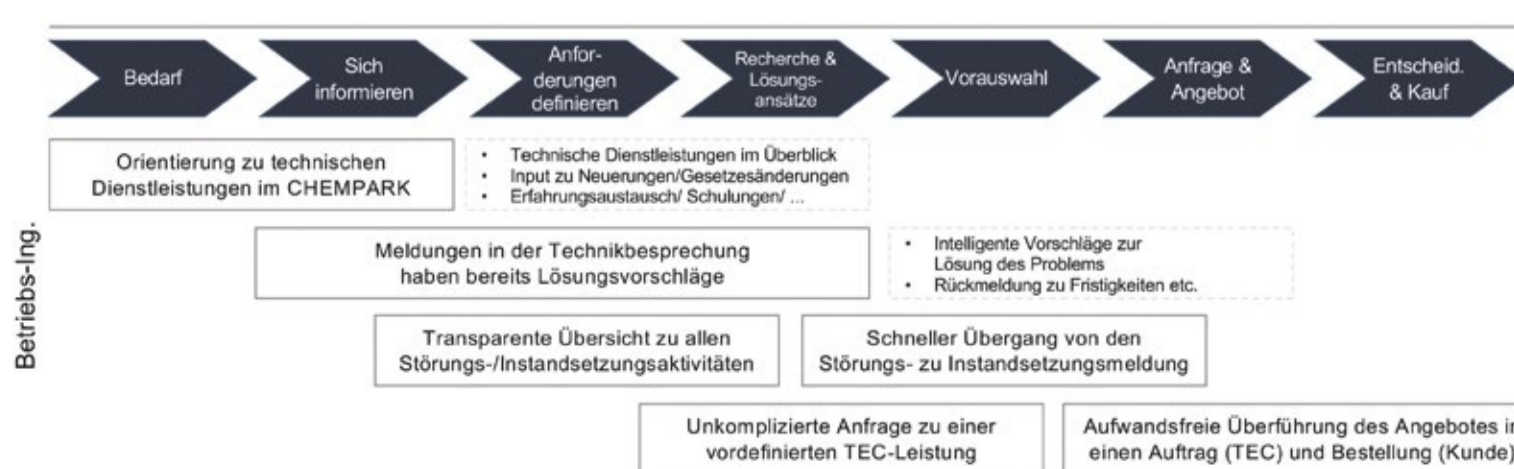 Bedarf
Sich
informieren
Anfor-
derungen
definieren
Recherche &
Lösungs-
ansätze
Vorauswahl
Anfrage &
Angebot
Entscheid.
& Kauf
Betriebs-Ing.
Orientierung zu technischen
Dienstleistungen im CHEMPARK
• Technische Dienstleistungen im Überblick
• Input zu Neuerungen/Gesetzesänderungen
• Erfahrungsaustausch/ Schulungen/ ...
Meldungen in der Technikbesprechung
haben bereits Lösungsvorschläge
• Intelligente Vorschläge zur
Lösung des Problems
• Rückmeldung zu Fristigkeiten etc.
Transparente Übersicht zu allen
Störungs-/Instandsetzungsaktivitäten
Schneller Übergang von den
Störungs- zu Instandsetzungsmeldung
Unkomplizierte Anfrage zu einer
vordefinierten TEC-Leistung
Aufwandsfreie Überführung des Angebotes in
einen Auftrag (TEC) und Bestellung (Kunde)